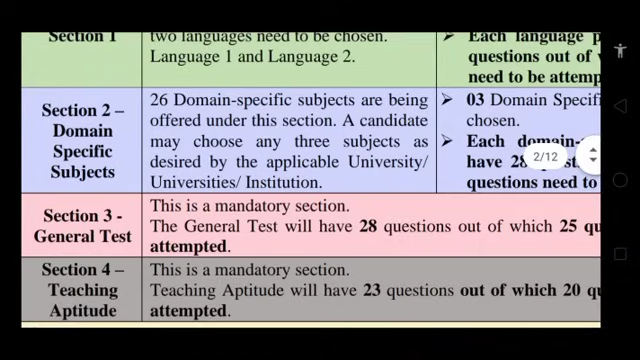 Section 1
two languages need to be chosen.
Language 1 and Language 2.
Each language
questions out of
need to be attemp
Section 2 –
Domain
Specific
Subjects
26 Domain-specific subjects are being
offered under this section. A candidate
may choose any three subjects as
desired by the applicable University/
Universities/ Institution.
➢ 03 Domain Specif
chosen.
➢ Each
have 28
questions need to
2/12
Section 3 -
General Test
This is a mandatory section.
The General Test will have 28 questions out of which 25 qu
attempted.
Section 4 –
Teaching
Aptitude
This is a mandatory section.
Teaching Aptitude will have 23 questions out of which 20 qu
attempted.